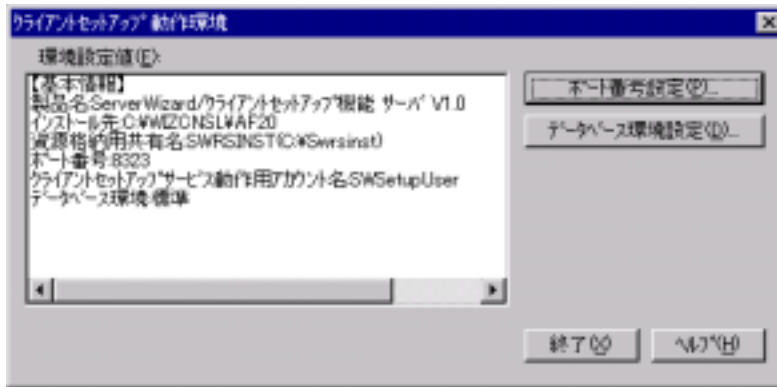 クライアントセットアップ 動作環境
環境設定値(E):
【基本情報】
製品名:ServerWizard/クライアントセットアップ機能 サーバ V1.0
インストール先:C:¥WIZCNSL¥AF20
資源格納用共有名:SWRSINST(C:¥Swrsinst)
ポート番号:8323
クライアントセットアップサービス動作用アカウント名:SWSetupUser
データベース環境:標準
ポート番号設定(P)...
データベース環境設定(D)...
終了(X)
ヘルプ(H)